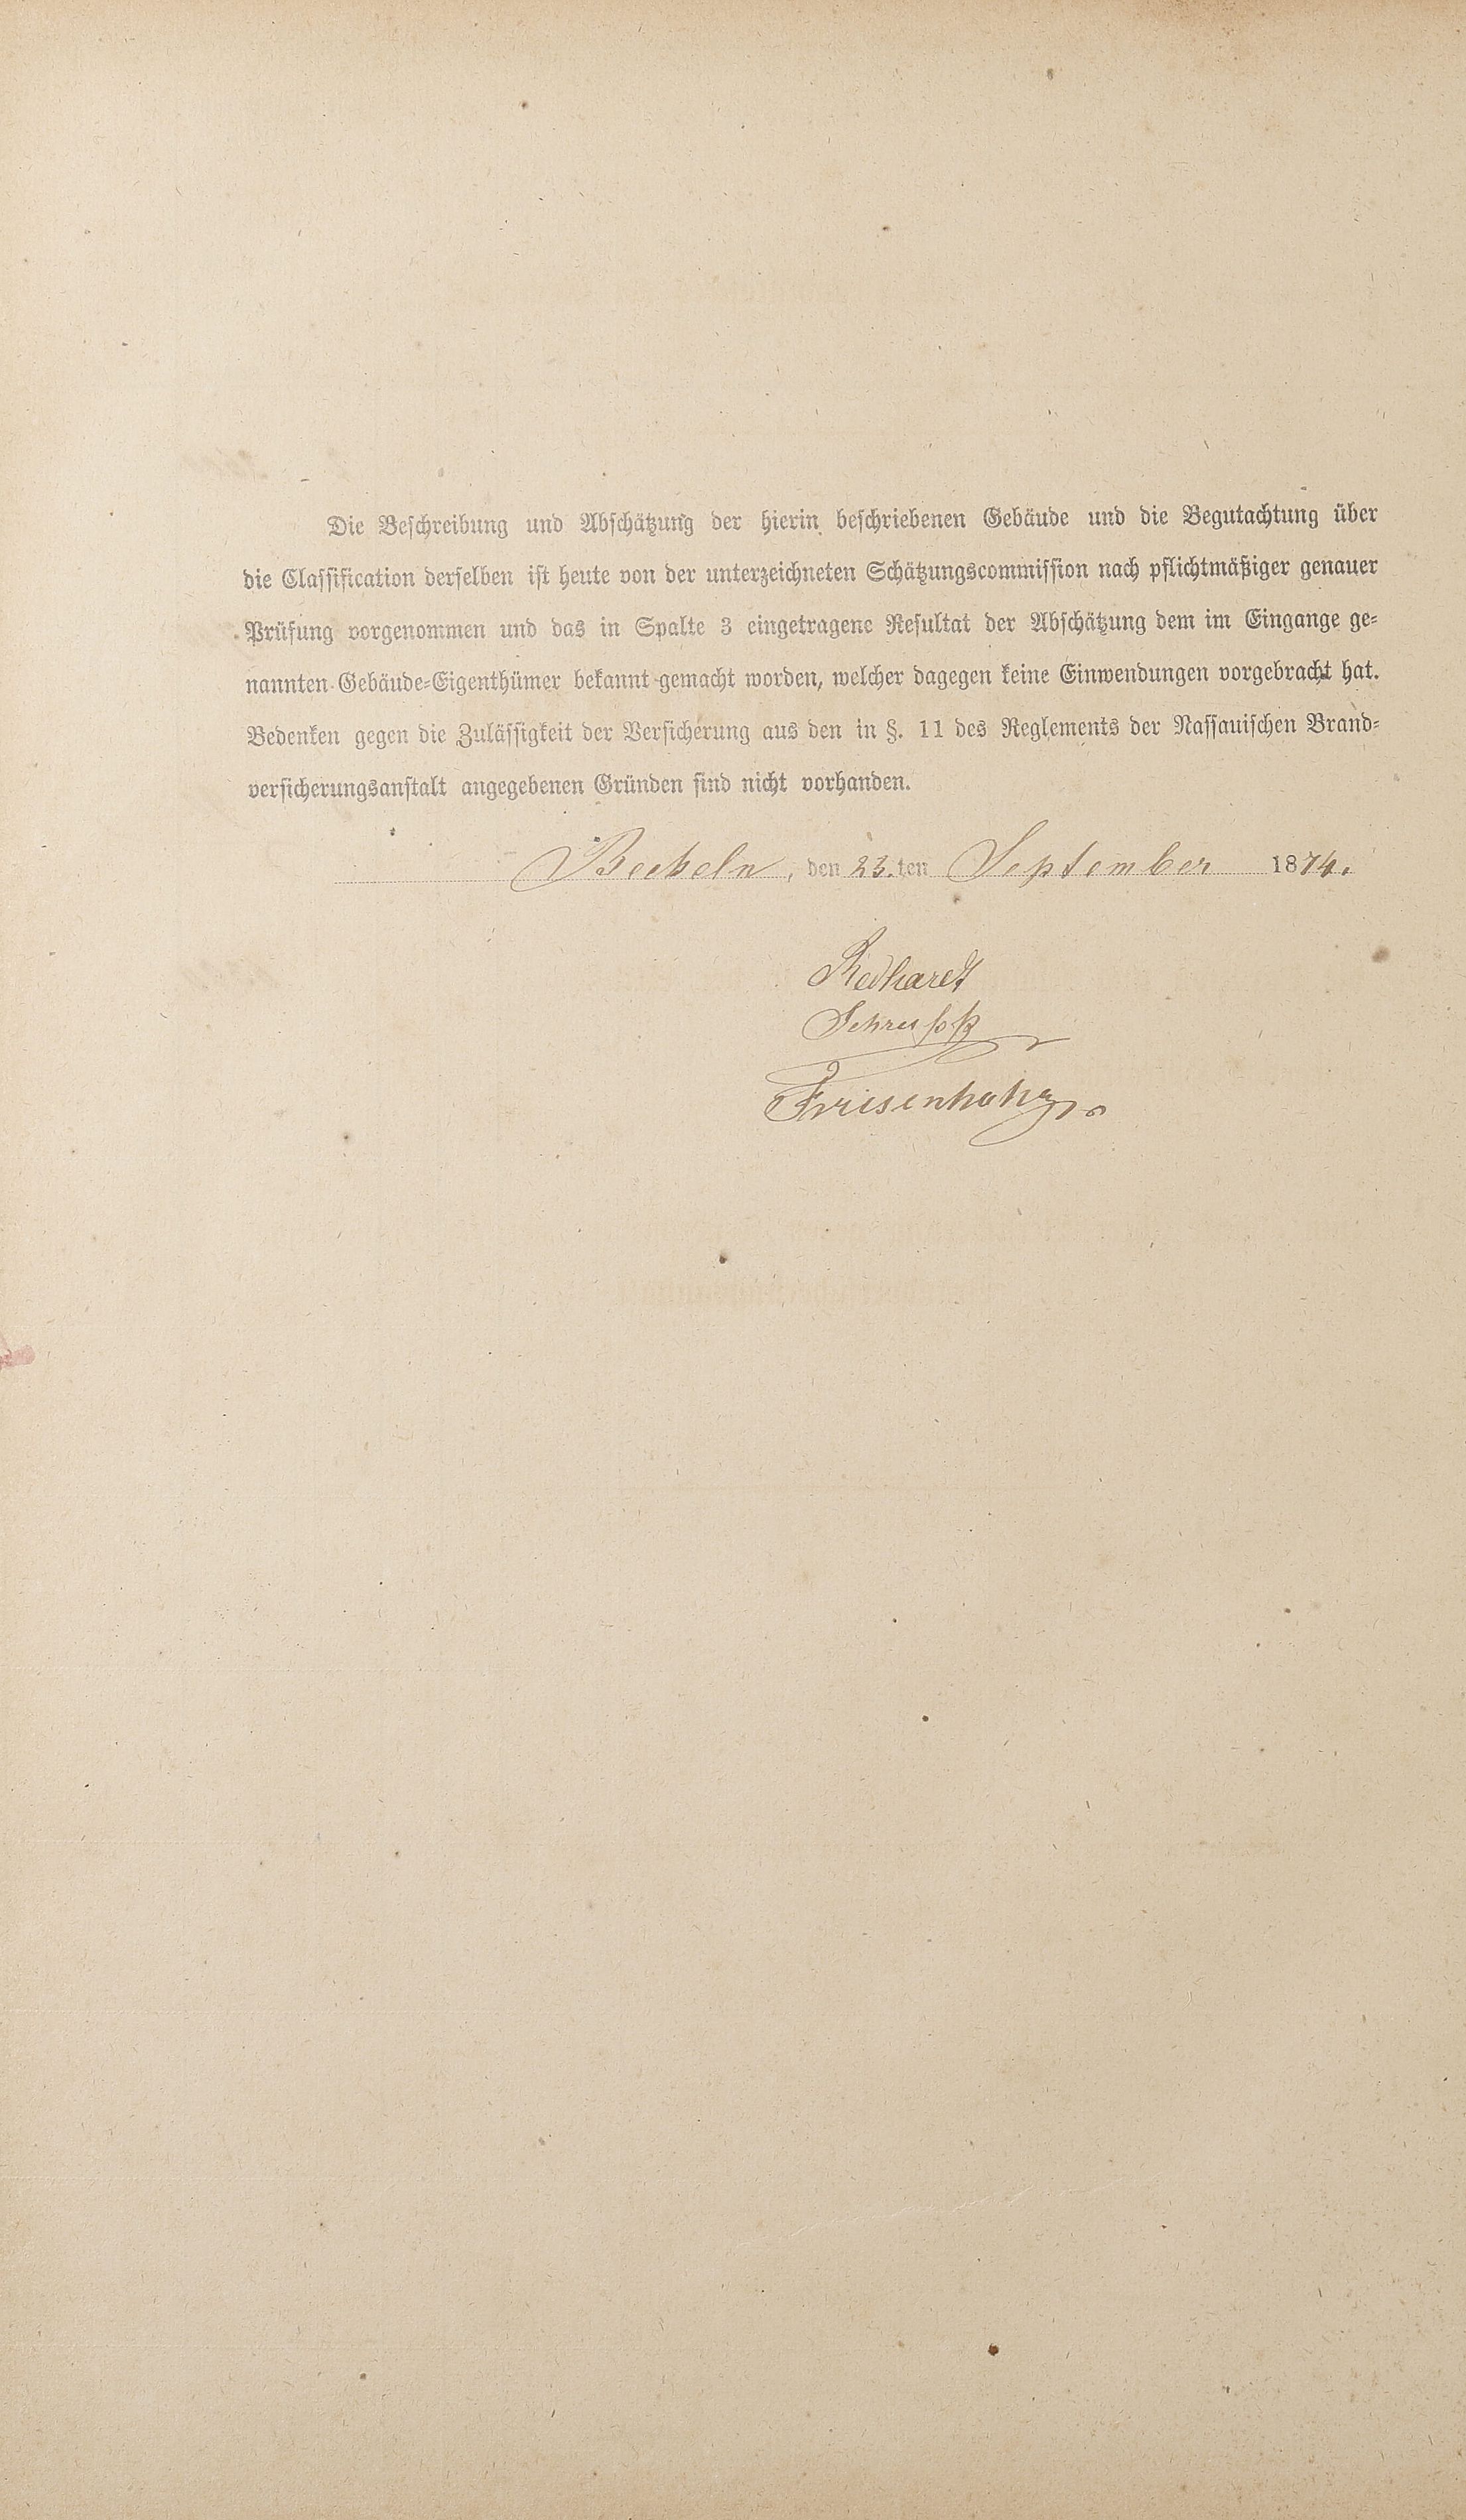 Die Beschreibung und Abschätzung der hierin beschriebenen Gebäude und die Begutachtung über
die Classification derselben ist heute von der unterzeichneten Schätzungscommission nach pflichtmäßiger genauer
Prüfung vorgenommen und das in Spalte 3 eingetragene Resultat der Abschätzung dem im Eingange ge-
nannten Gebäude-Eigenthümer bekannt gemacht worden, welcher dagegen keine Einwendungen vorgebracht hat.
Bedenken gegen die Zulässigkeit der Versicherung aus den in §. 11 des Reglements der Nassauischen Brand-
versicherungsanstalt angegebenen Gründen sind nicht vorhanden.
Becheln, den 23.ten September 1874.
Friesenhahn